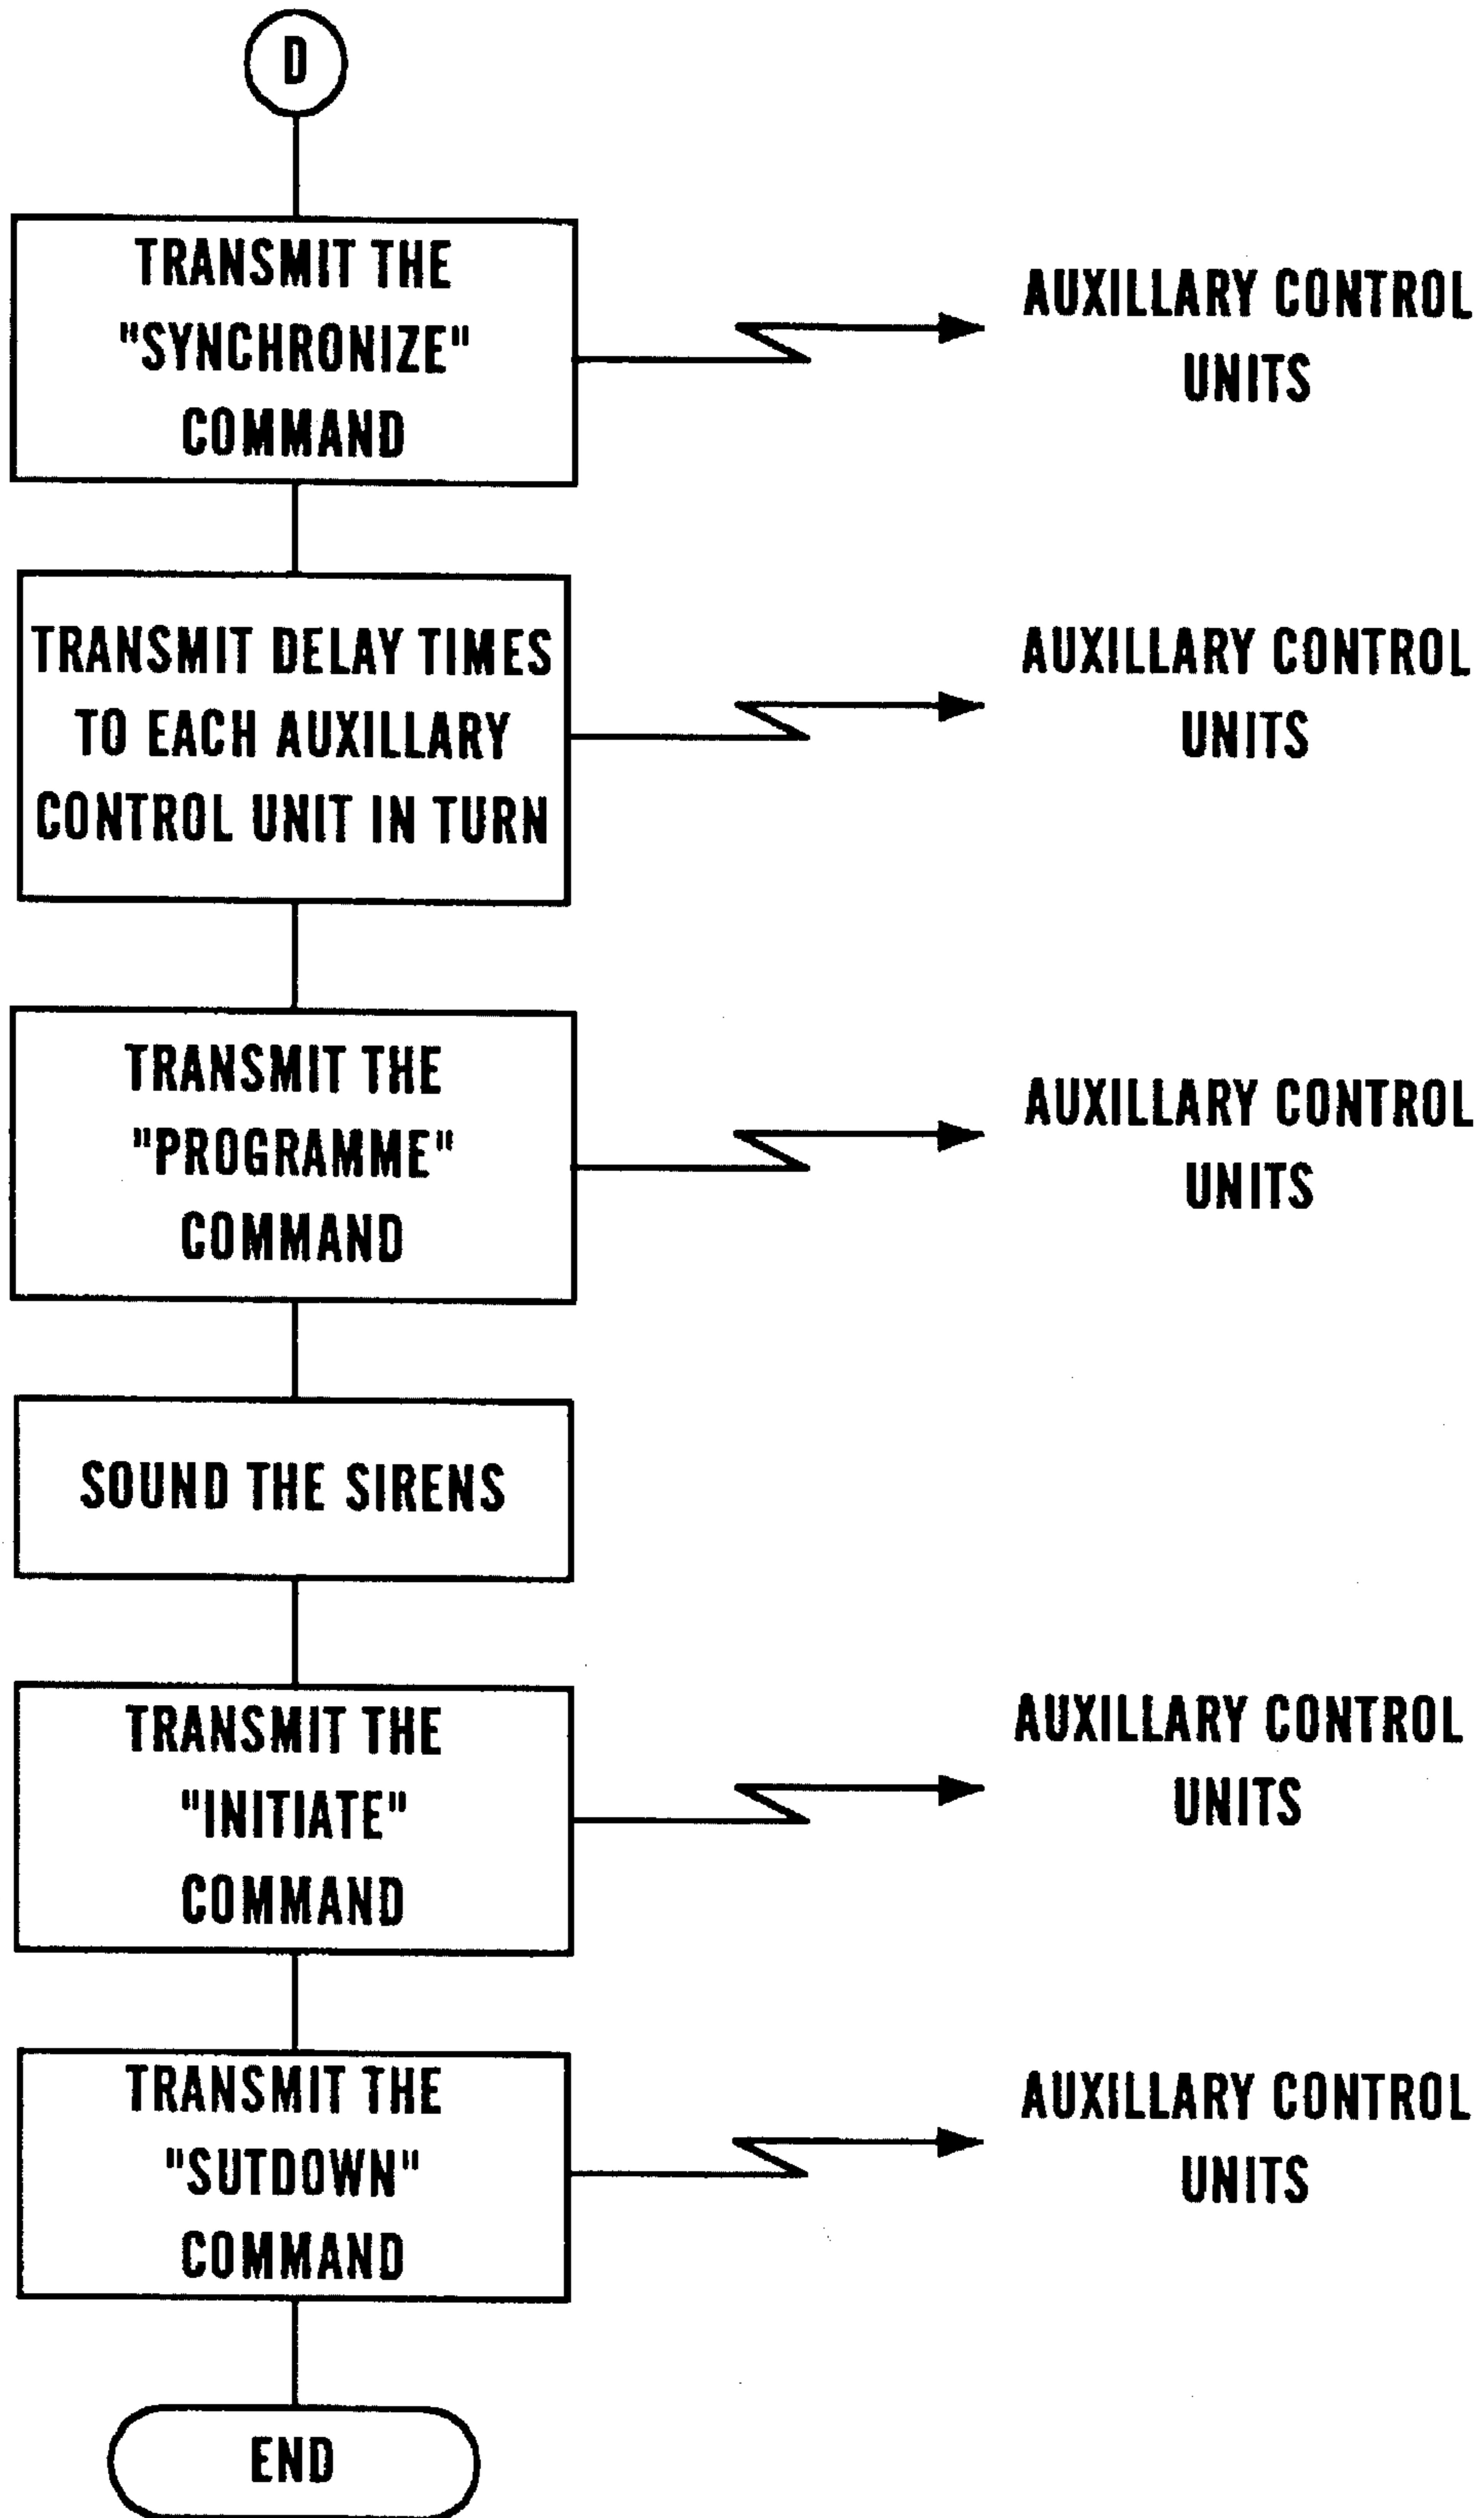 D
TRANSMIT THE
"SYNCHRONIZE"
COMMAND
AUXILLARY CONTROL
UNITS
TRANSMIT DELAY TIMES
TO EACH AUXILLARY
CONTROL UNIT IN TURN
AUXILLARY CONTROL
UNITS
TRANSMIT THE
"PROGRAMME"
COMMAND
AUXILLARY CONTROL
UNITS
SOUND THE SIRENS
TRANSMIT THE
"INITIATE"
COMMAND
AUXILLARY CONTROL
UNITS
TRANSMIT THE
"SUTDOWN"
COMMAND
AUXILLARY CONTROL
UNITS
END